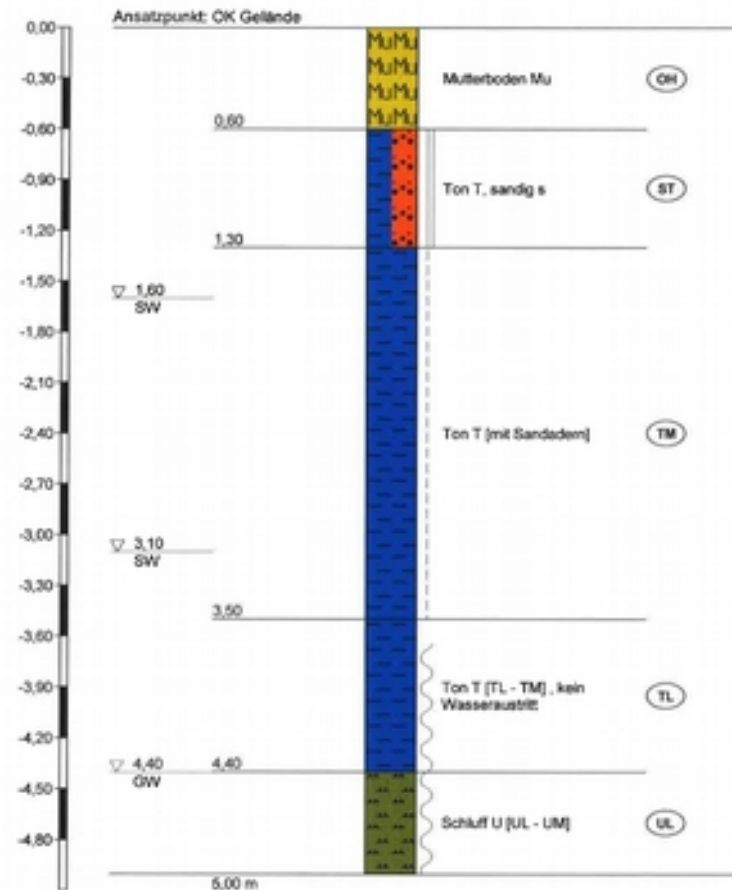 Ansatzpunkt: OK Gelände
0,00
-0,30
-0,60
-0,90
-1,20
-1,50
-1,80
-2,10
-2,40
-2,70
-3,00
-3,30
-3,60
-3,90
-4,20
-4,50
-4,80
MuMu
MuMu
MuMu
MuMu
Mutterboden Mu
OH
0,60
Ton T, sandig s
ST
1,30
1,60
SW
Ton T [mit Sandadern]
TM
3,10
SW
3,50
Ton T [TL - TM] , kein
Wasseraustritt
TL
4,40
GW
4,40
Schluff U [UL - UM]
UL
5,00 m